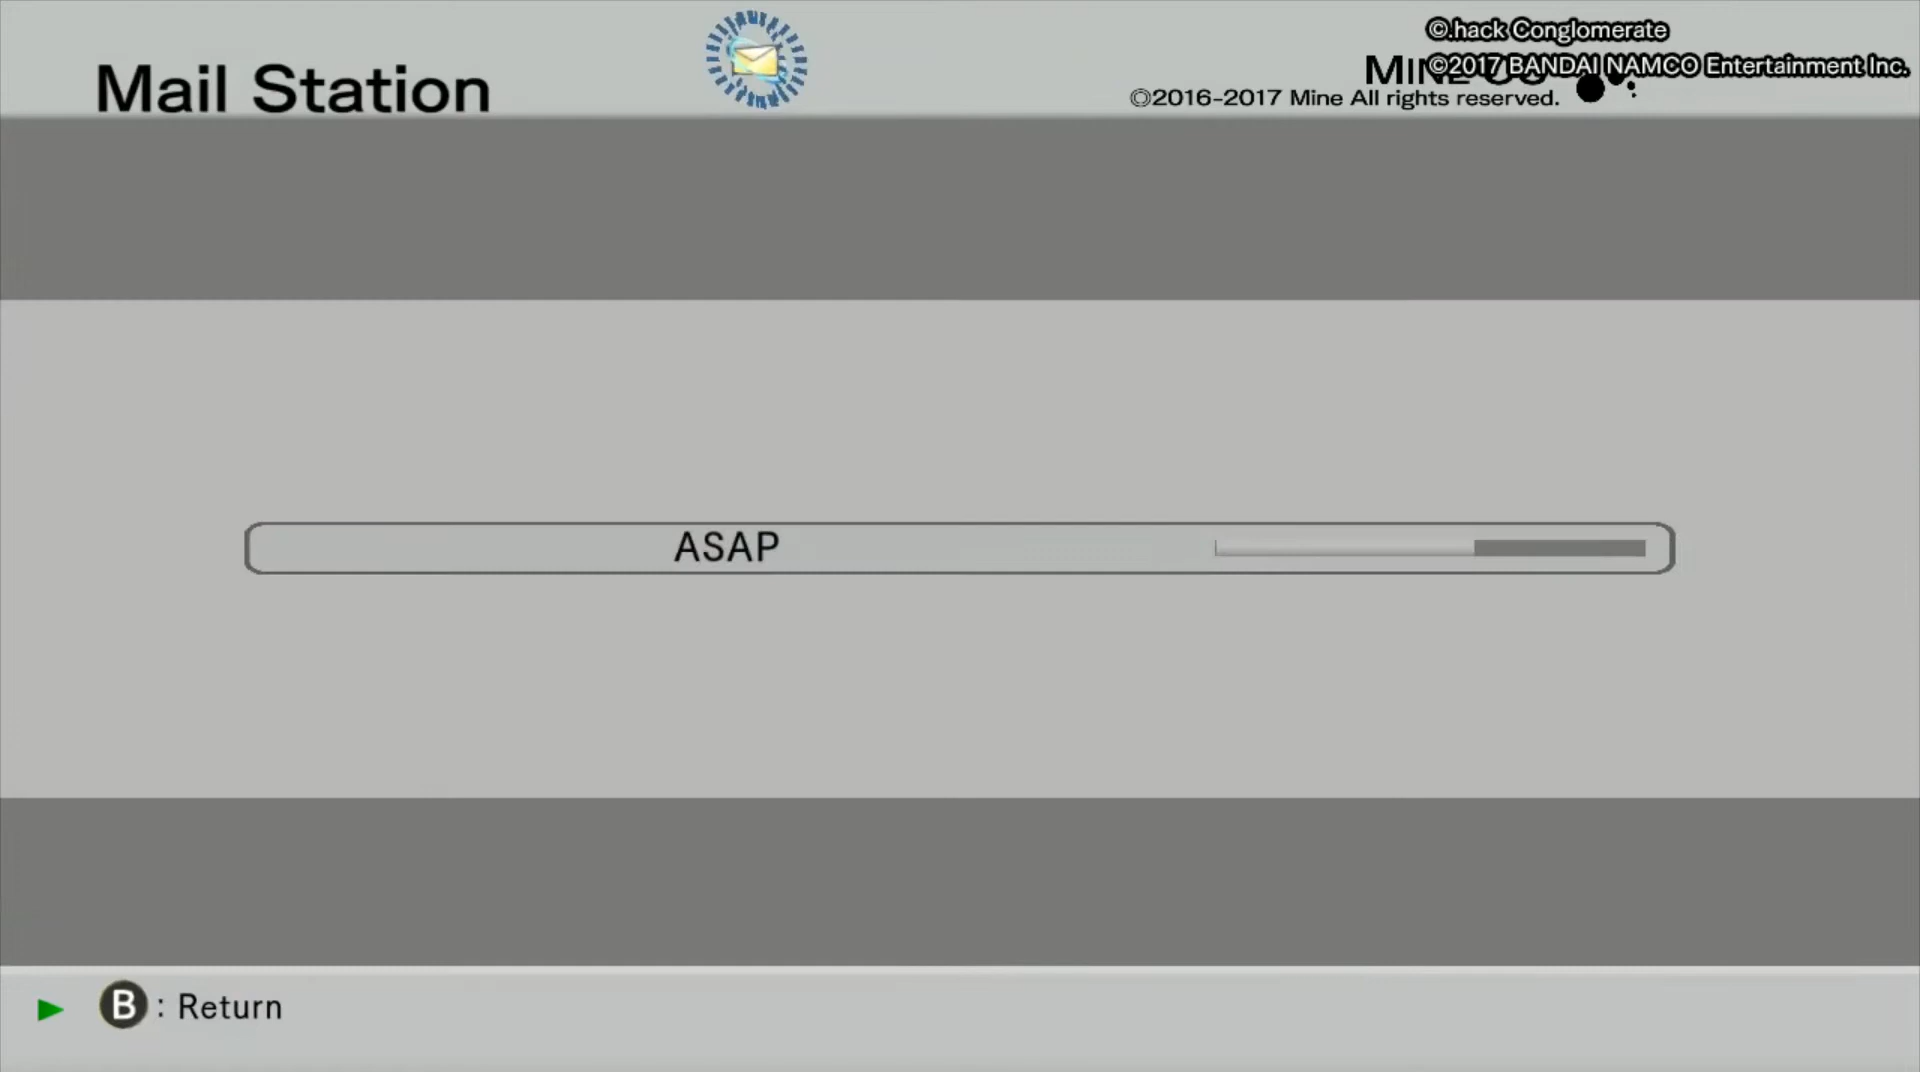 Mail Station
©.hack Conglomerate
©2017 BANDAI NAMCO Entertainment Inc.
©2016-2017 Mine All rights reserved.
ASAP
B : Return